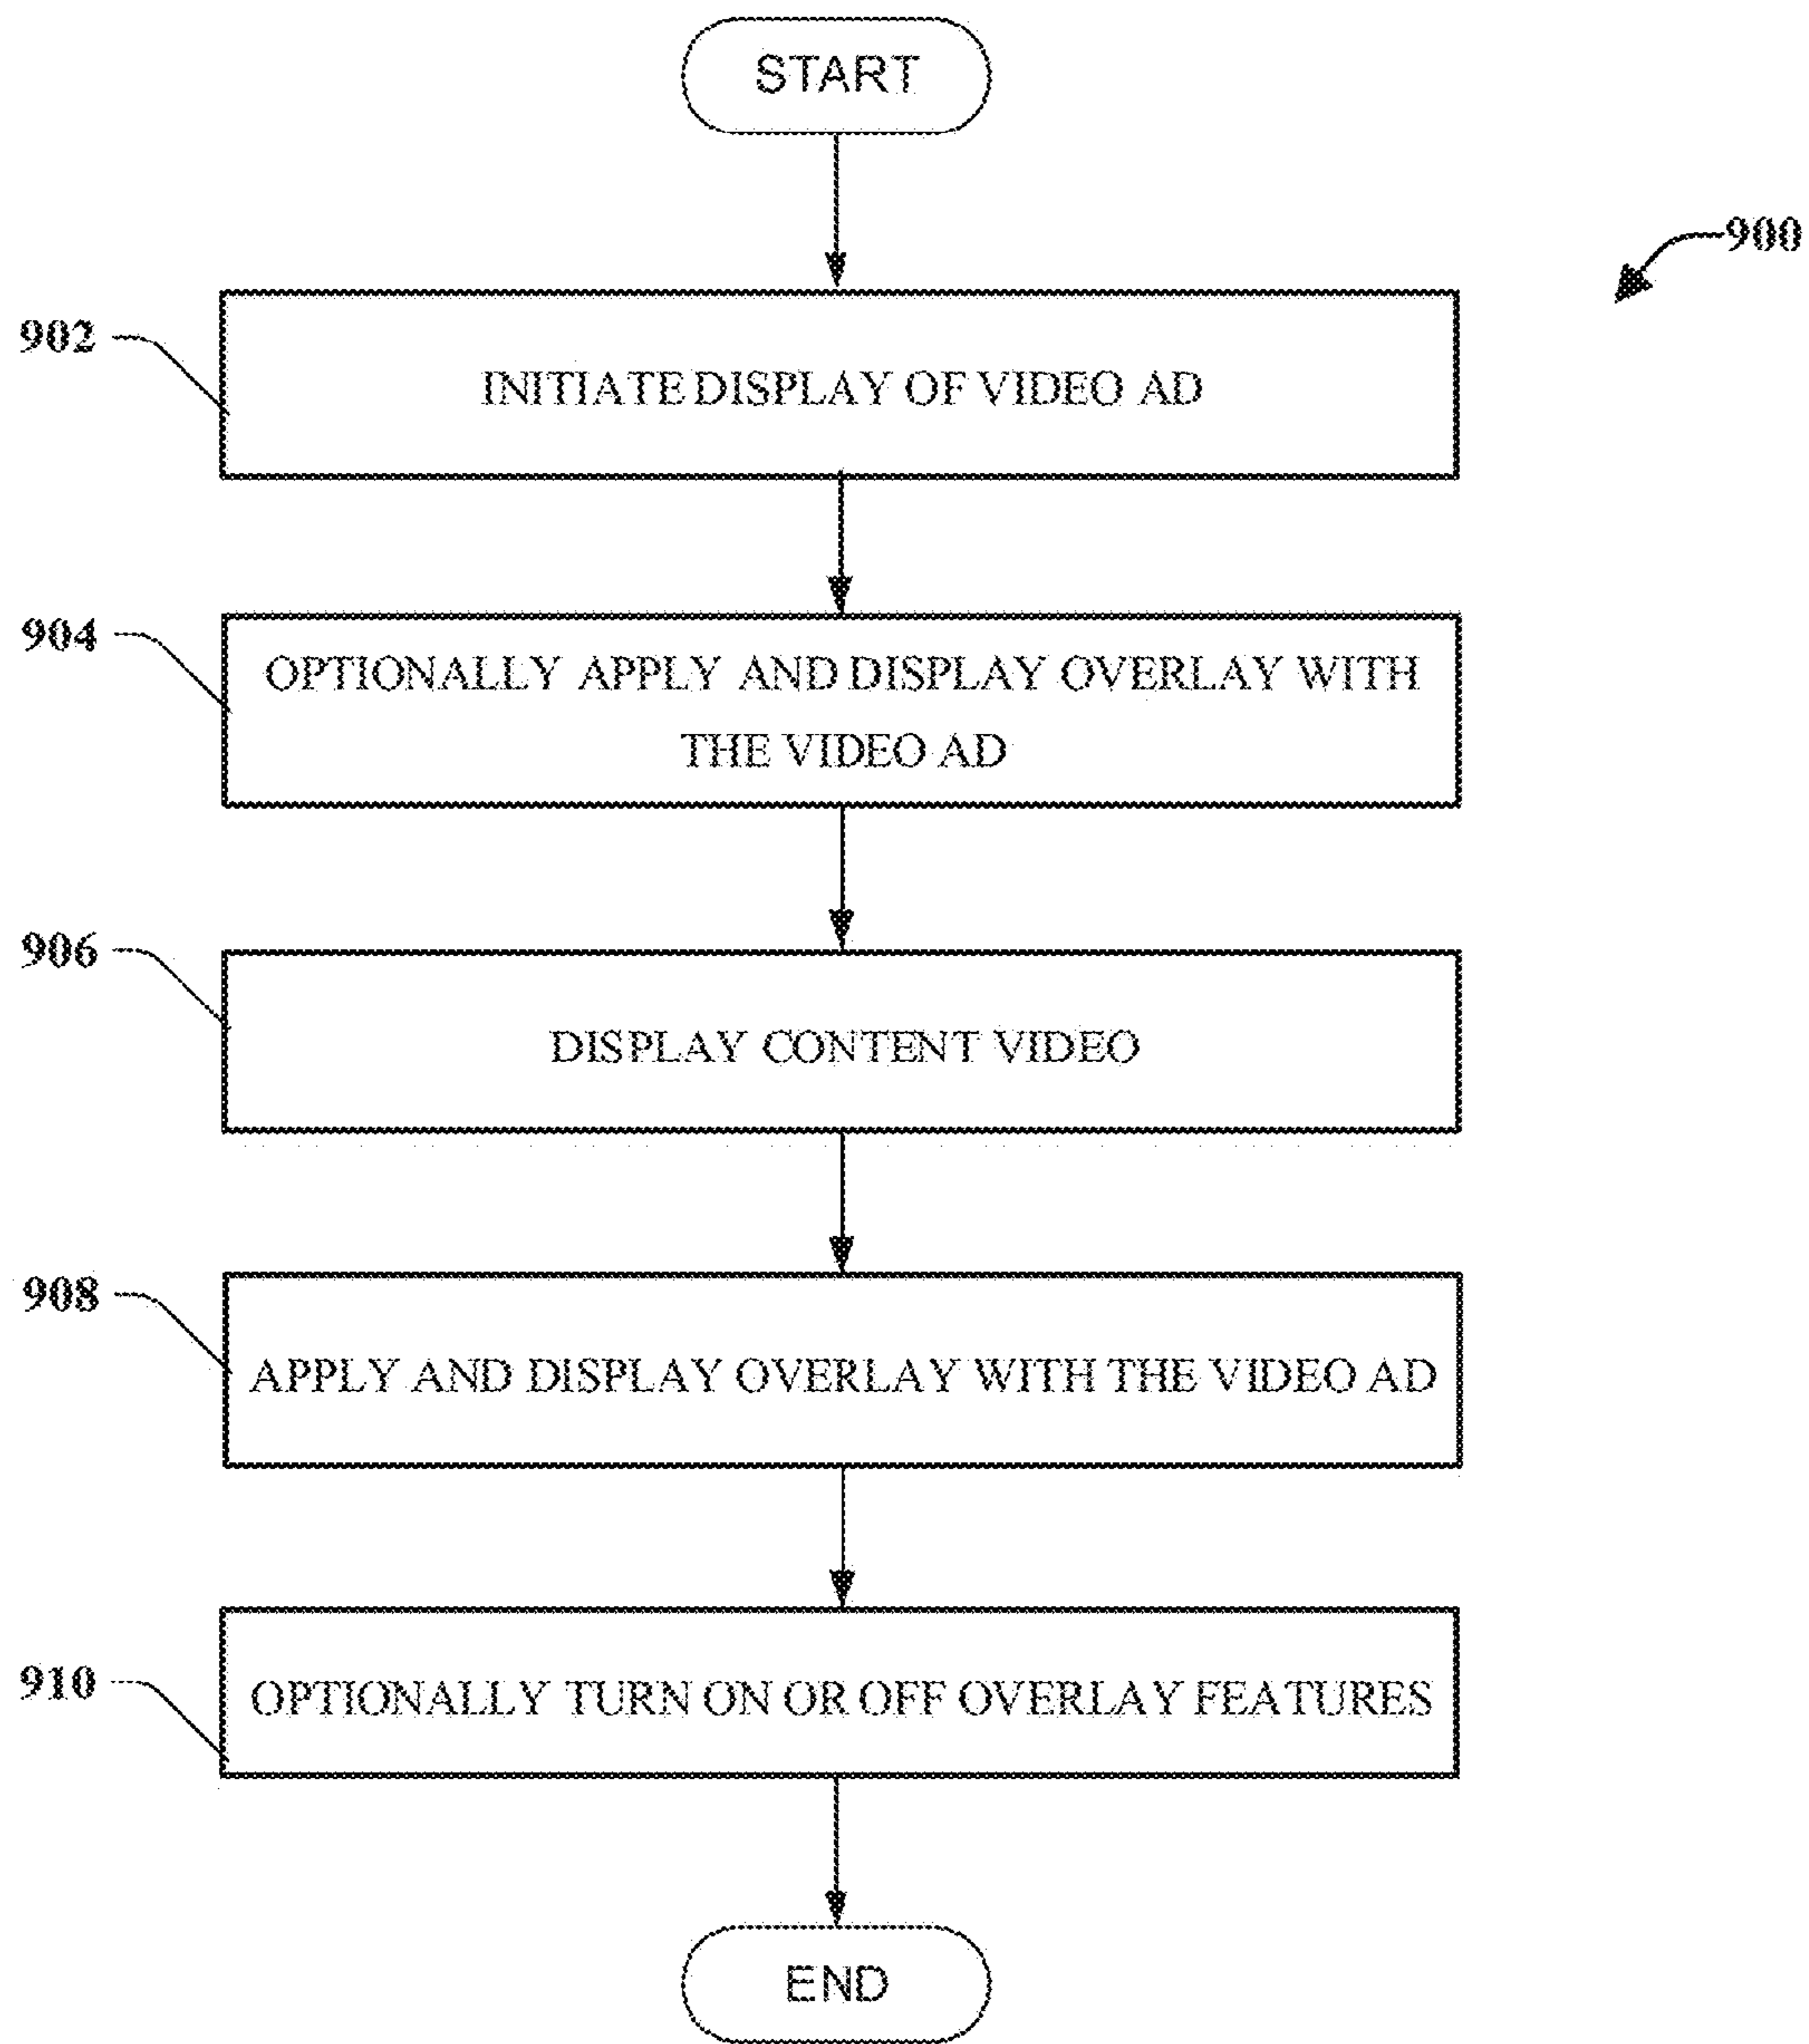 START
900
902
INITIATE DISPLAY OF VIDEO AD
904
OPTIONALLY APPLY AND DISPLAY OVERLAY WITH
THE VIDEO AD
906
DISPLAY CONTENT VIDEO
908
APPLY AND DISPLAY OVERLAY WITH THE VIDEO AD
910
OPTIONALLY TURN ON OR OFF OVERLAY FEATURES
END